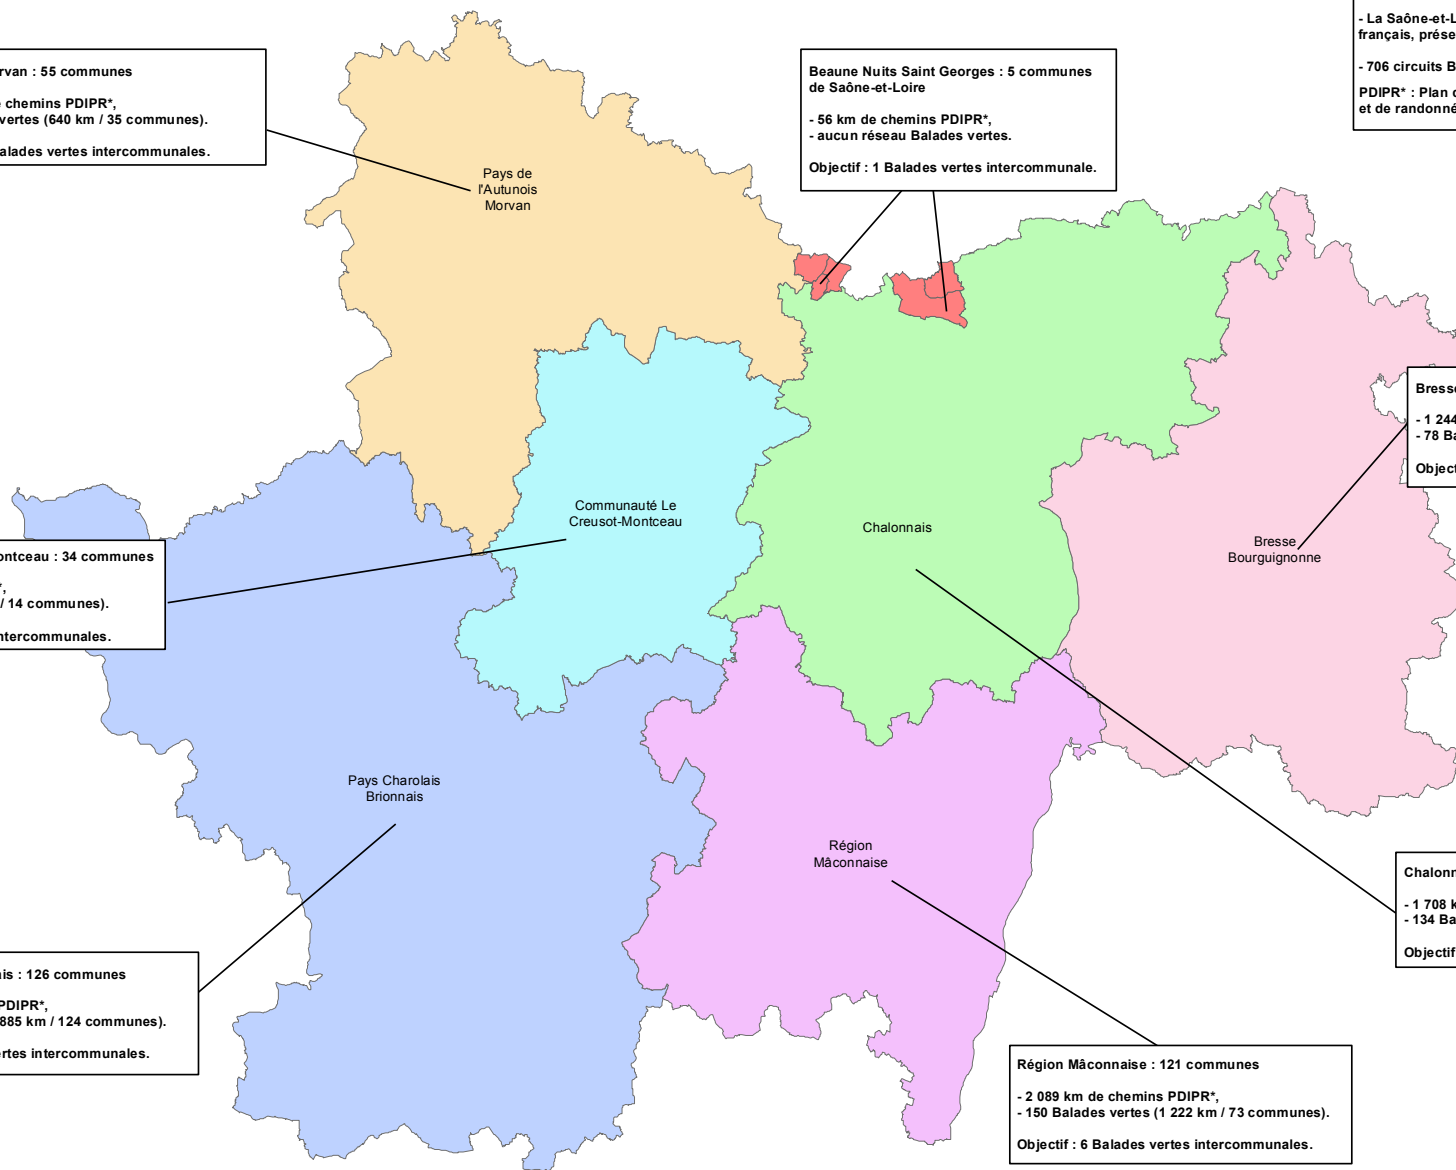 - La Saône-et-L
français, prése
- 706 circuits B
PDIPR* : Plan d
et de randonné
rvan : 55 communes
e chemins PDIPR*,
vertes (640 km / 35 communes).
alades vertes intercommunales.
Beaune Nuits Saint Georges : 5 communes
de Saône-et-Loire
- 56 km de chemins PDIPR*,
- aucun réseau Balades vertes.
Objectif : 1 Balades vertes intercommunale.
Pays de
l'Autunois
Morvan
Bresse
- 1 244
- 78 Ba
Object
Communauté Le
Creusot-Montceau
Chalonnais
Bresse
Bourguignonne
ontceau : 34 communes
*,
/ 14 communes).
ntercommunales.
Pays Charolais
Brionnais
Région
Mâconnaise
Chalonn
- 1 708 k
- 134 Ba
Objectif
ais : 126 communes
PDIPR*,
885 km / 124 communes).
ertes intercommunales.
Région Mâconnaise : 121 communes
- 2 089 km de chemins PDIPR*,
- 150 Balades vertes (1 222 km / 73 communes).
Objectif : 6 Balades vertes intercommunales.